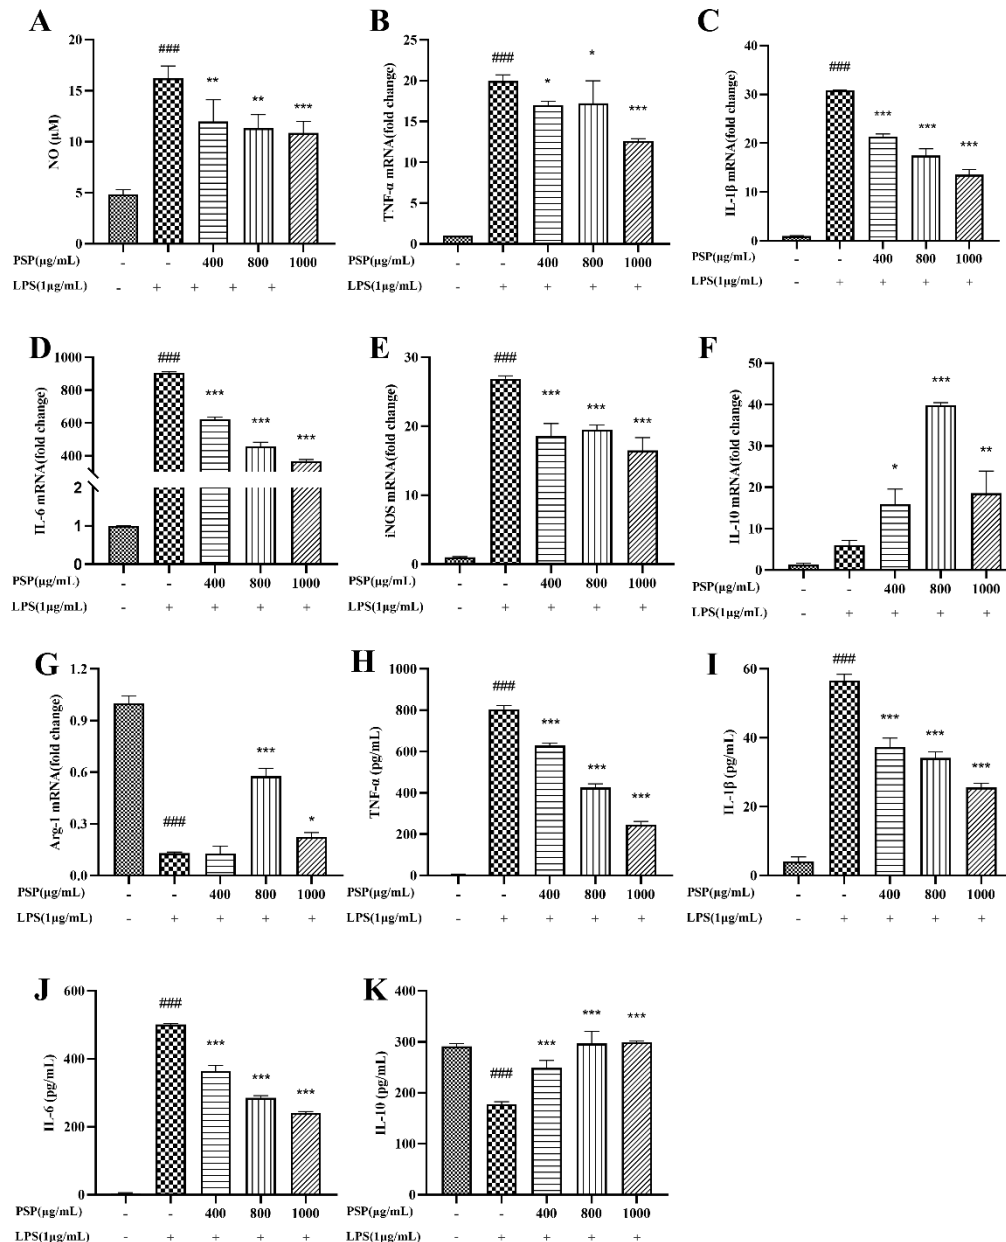 A
NO (μM)
20
15
10
5
0
###
**
**
***
PSP(μg/mL) - - 400 800 1000
LPS(1μg/mL) - + + + +
B
TNF-α mRNA(fold change)
25
20
15
10
5
0
###
*
*
***
PSP(μg/mL) - - 400 800 1000
LPS(1μg/mL) - + + + +
C
IL-1β mRNA(fold change)
40
30
20
10
0
###
***
***
***
PSP(μg/mL) - - 400 800 1000
LPS(1μg/mL) - + + + +
D
IL-6 mRNA(fold change)
1000
800
600
400
2
1
0
###
***
***
***
PSP(μg/mL) - - 400 800 1000
LPS(1μg/mL) - + + + +
E
iNOS mRNA(fold change)
30
20
10
0
###
***
***
***
PSP(μg/mL) - - 400 800 1000
LPS(1μg/mL) - + + + +
F
IL-10 mRNA(fold change)
50
40
30
20
10
0
*
***
**
PSP(μg/mL) - - 400 800 1000
LPS(1μg/mL) - + + + +
G
Arg-1 mRNA(fold change)
1.2
0.9
0.6
0.3
0.0
###
***
*
PSP(μg/mL) - - 400 800 1000
LPS(1μg/mL) - + + + +
H
TNF-α (pg/mL)
1000
800
600
400
200
0
###
***
***
***
PSP(μg/mL) - - 400 800 1000
LPS(1μg/mL) - + + + +
I
IL-1β (pg/mL)
60
40
20
0
###
***
***
***
PSP(μg/mL) - - 400 800 1000
LPS(1μg/mL) - + + + +
J
IL-6 (pg/mL)
600
400
200
0
###
***
***
***
PSP(μg/mL) - - 400 800 1000
LPS(1μg/mL) - + + + +
K
IL-10 (pg/mL)
400
300
200
100
0
###
***
***
***
PSP(μg/mL) - - 400 800 1000
LPS(1μg/mL) - + + + +